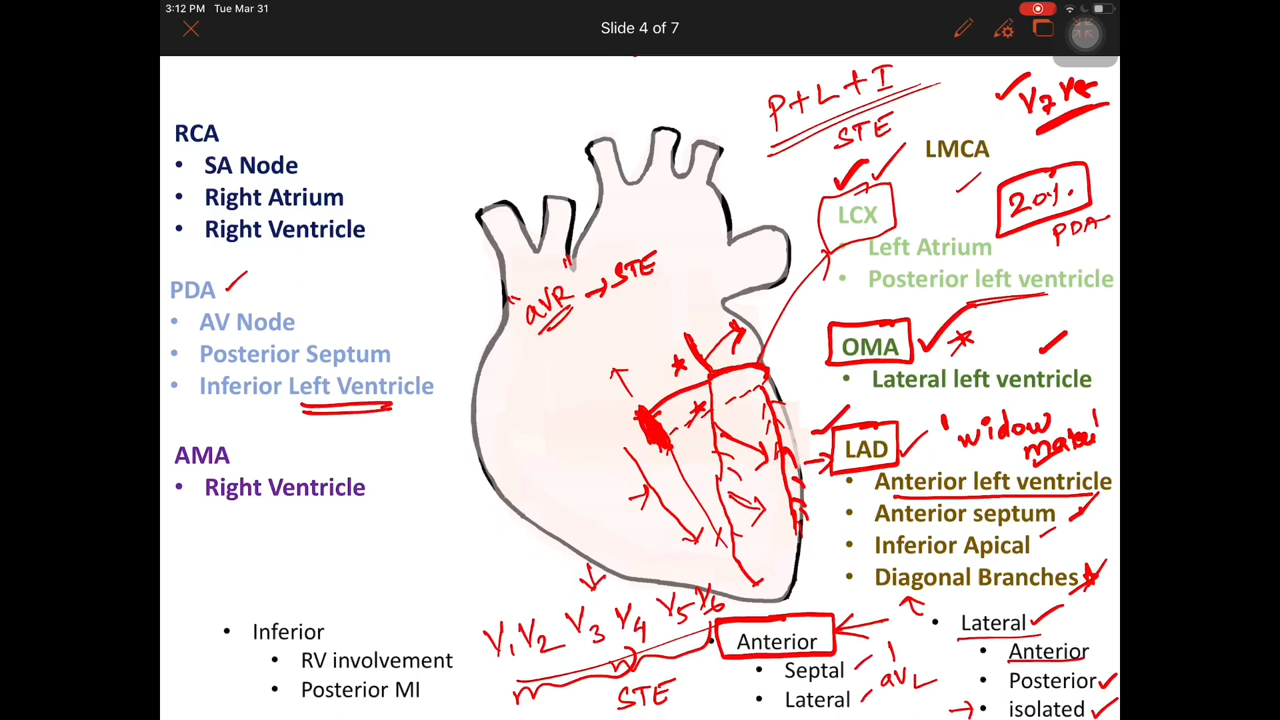 3:12 PM Tue Mar 31
Slide 4 of 7
P+L+I
STE
RCA
• SA Node
• Right Atrium
• Right Ventricle
PDA
• AV Node
• Posterior Septum
• Inferior Left Ventricle
AMA
• Right Ventricle
"aVR" → STE
LMCA
20%
PDA
LCX
• Left Atrium
• Posterior left ventricle
OMA
• Lateral left ventricle
LAD
'widow maker'
• Anterior left ventricle
• Anterior septum
• Inferior Apical
• Diagonal Branches
V1 V2 V3 V4 V5 V6
STE
• Inferior
• RV involvement
• Posterior MI
• Anterior
• Septal
• Lateral
aVL
• Lateral
• Anterior
• Posterior
• isolated